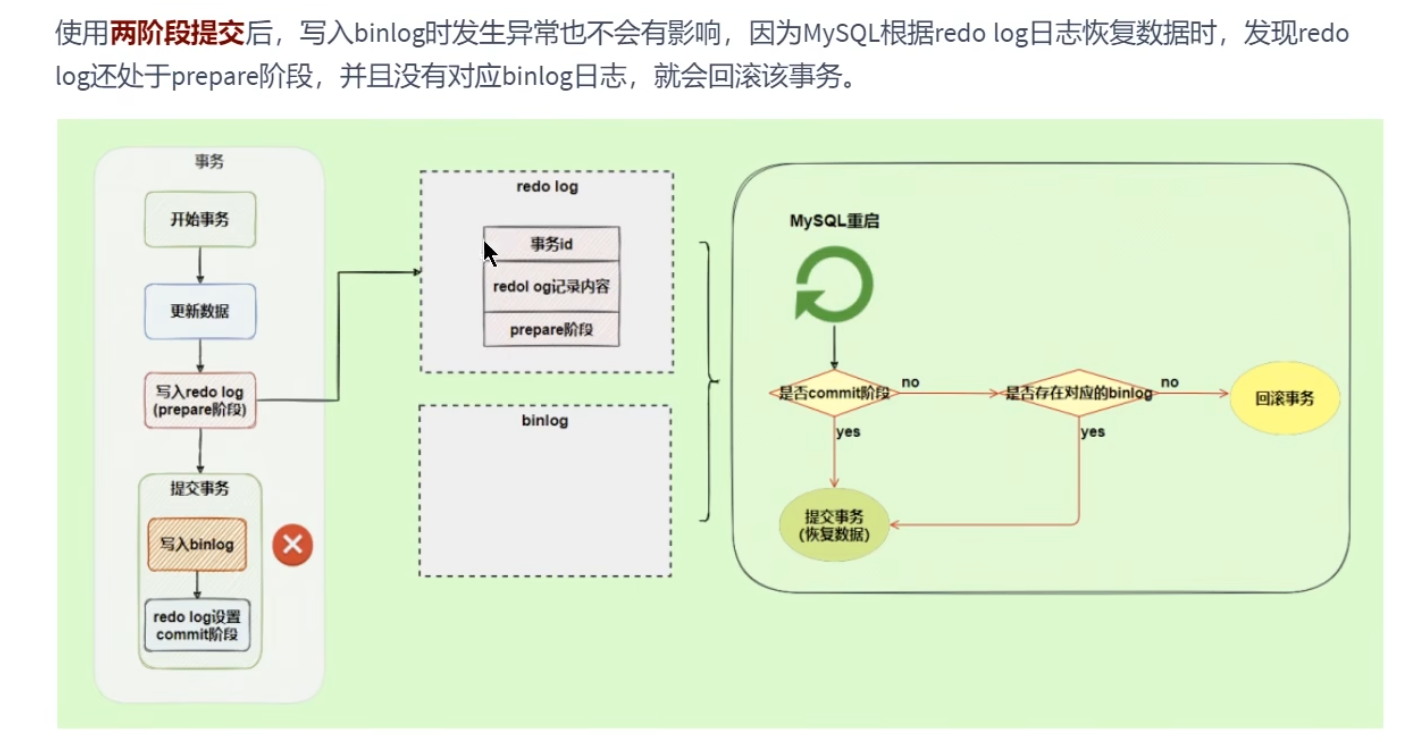 使用两阶段提交后，写入binlog时发生异常也不会有影响，因为MySQL根据redo log日志恢复数据时，发现redo
log还处于prepare阶段，并且没有对应binlog日志，就会回滚该事务。
事务
开始事务
更新数据
写入redo log
(prepare阶段)
提交事务
写入binlog
redo log设置
commit阶段
redo log
事务id
redol og记录内容
prepare阶段
binlog
MySQL重启
是否commit阶段
no
是否存在对应的binlog
no
回滚事务
yes
yes
提交事务
(恢复数据)